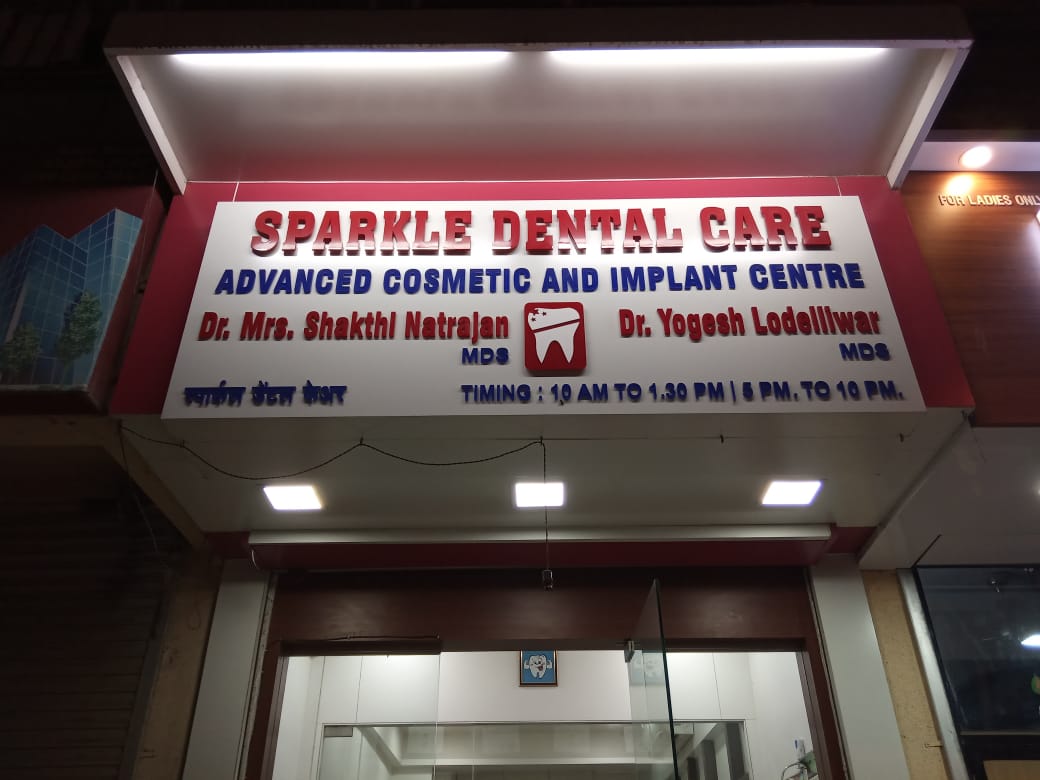 SPARKLE DENTAL CARE
ADVANCED COSMETIC AND IMPLANT CENTRE
Dr. Mrs. Shakthi Natrajan
MDS
Dr. Yogesh Lodelliwar
MDS
स्पार्कल डेंटल केअर
TIMING : 10 AM TO 1.30 PM | 5 PM. TO 10 PM.
FOR LADIES ONLY